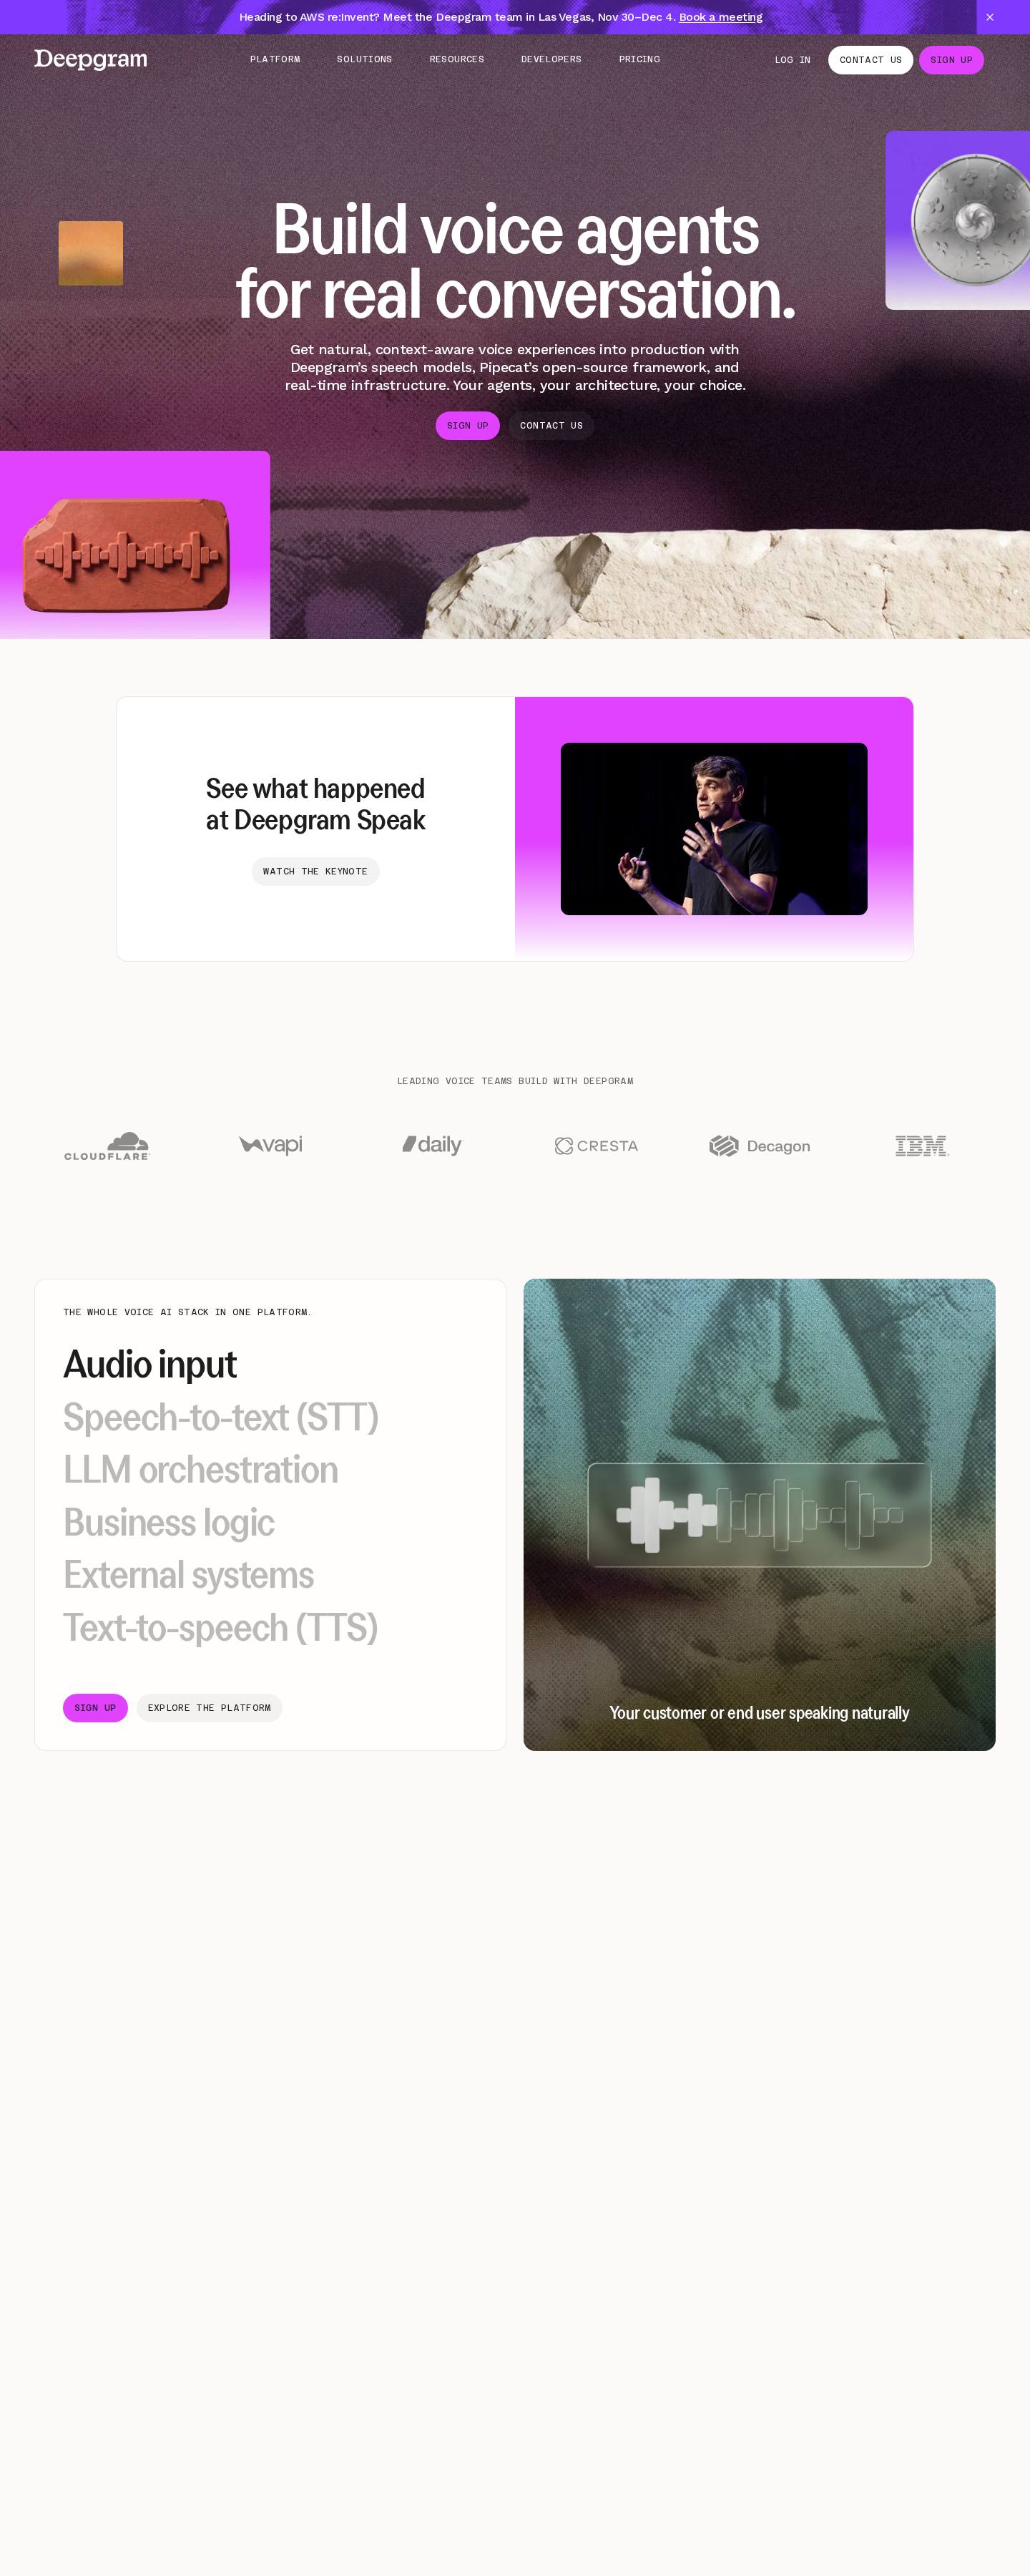 Heading to AWS re:Invent? Meet the Deepgram team in Las Vegas, Nov 30–Dec 4. Book a meeting
Deepgram
PLATFORM
SOLUTIONS
RESOURCES
DEVELOPERS
PRICING
LOG IN
CONTACT US
SIGN UP
Build voice agents
for real conversation.
Get natural, context-aware voice experiences into production with
Deepgram’s speech models, Pipecat’s open-source framework, and
real-time infrastructure. Your agents, your architecture, your choice.
SIGN UP
CONTACT US
See what happened
at Deepgram Speak
WATCH THE KEYNOTE
LEADING VOICE TEAMS BUILD WITH DEEPGRAM
CLOUDFLARE
vapi
daily
CRESTA
Decagon
IBM
THE WHOLE VOICE AI STACK IN ONE PLATFORM.
Audio input
Speech-to-text (STT)
LLM orchestration
Business logic
External systems
Text-to-speech (TTS)
SIGN UP
EXPLORE THE PLATFORM
Your customer or end user speaking naturally